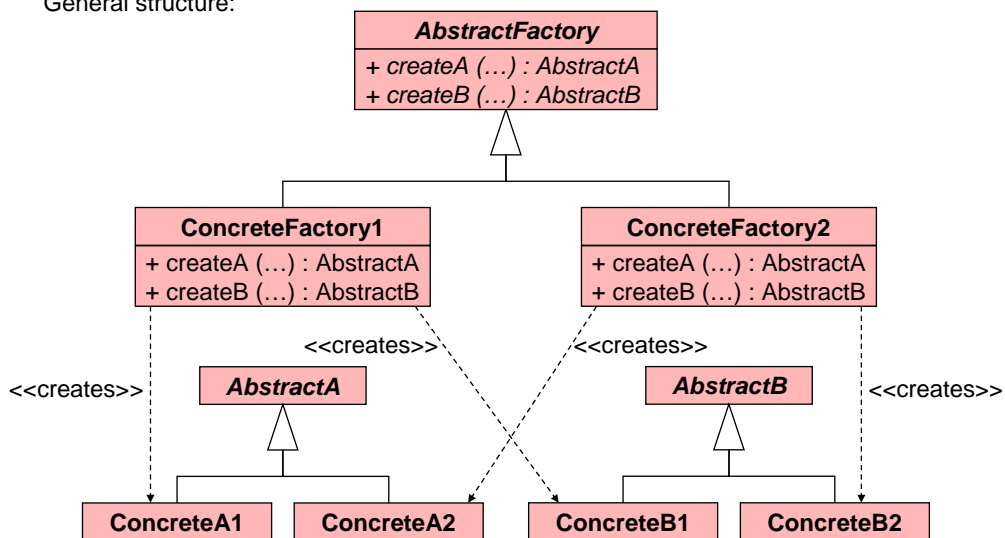 General structure:
AbstractFactory
+ createA (…) : AbstractA
+ createB (…) : AbstractB
ConcreteFactory1
+ createA (…) : AbstractA
+ createB (…) : AbstractB
ConcreteFactory2
+ createA (…) : AbstractA
+ createB (…) : AbstractB
<<creates>>
<<creates>>
<<creates>>
AbstractA
AbstractB
<<creates>>
ConcreteA1
ConcreteA2
ConcreteB1
ConcreteB2